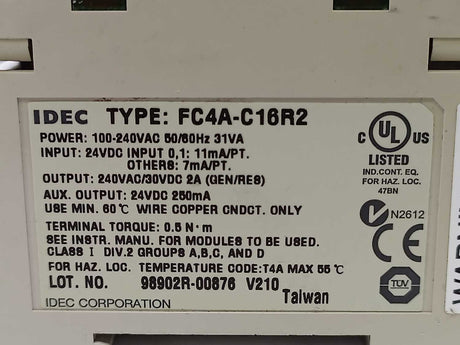 IDEC TYPE: FC4A-C16R2
POWER: 100-240VAC 50/60Hz 31VA
INPUT: 24VDC INPUT 0,1: 11mA/PT.
OTHERS: 7mA/PT.
OUTPUT: 240VAC/30VDC 2A (GEN/RES)
AUX. OUTPUT: 24VDC 250mA
USE MIN. 60°C WIRE COPPER CNDCT. ONLY
TERMINAL TORQUE: 0.5 N·m
SEE INSTR. MANU. FOR MODULES TO BE USED.
CLASS I DIV.2 GROUPS A,B,C, AND D
FOR HAZ. LOC. TEMPERATURE CODE:T4A MAX 55°C
LOT. NO. 98902R-00876 V210
IDEC CORPORATION Taiwan
C UL US
LISTED
IND.CONT. EQ.
FOR HAZ. LOC.
47BN
N2612
CE
TÜV